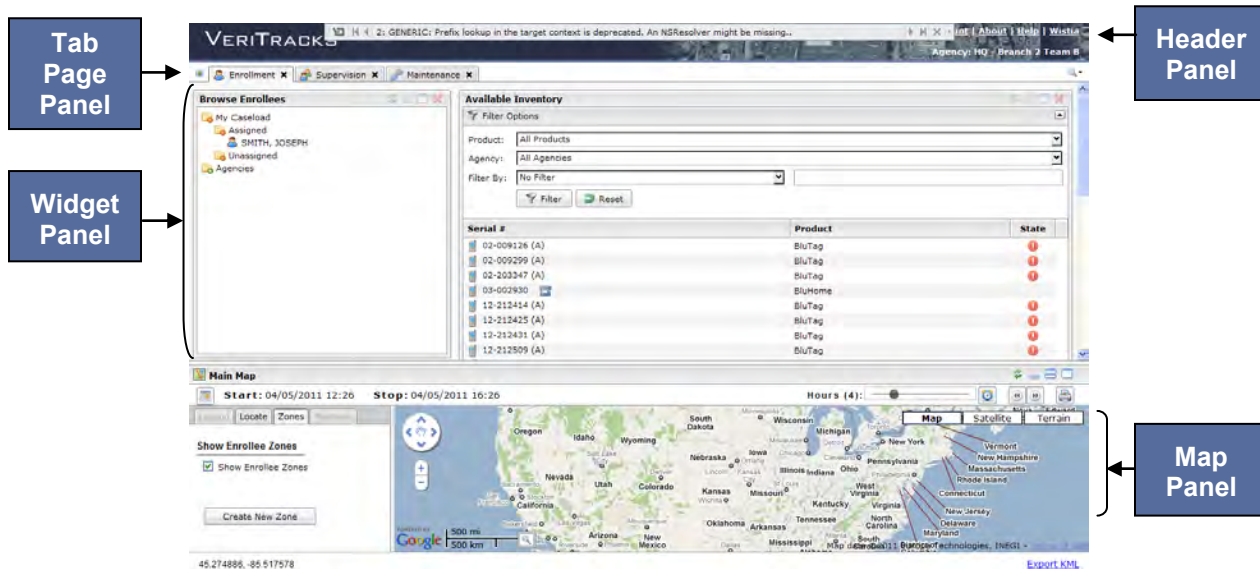 Tab
Page
Panel
Widget
Panel
Header
Panel
Map
Panel
VERITRACKS
2: GENERIC: Prefix lookup in the target context is deprecated. An NSResolver might be missing..
int | About | Help | Wistia
Agency: HQ - Branch 2 Team B
Enrollment
Supervision
Maintenance
Browse Enrollees
My Caseload
Assigned
SMITH, JOSEPH
Unassigned
Agencies
Available Inventory
Filter Options
Product: All Products
Agency: All Agencies
Filter By: No Filter
Filter Reset
Serial # Product State
02-009126 (A) BluTag
02-009299 (A) BluTag
02-203347 (A) BluTag
03-002930 BluHome
12-212414 (A) BluTag
12-212425 (A) BluTag
12-212431 (A) BluTag
12-212509 (A) BluTag
Main Map
Start: 04/05/2011 12:26 Stop: 04/05/2011 16:26 Hours (4):
Locate Zones
Show Enrollee Zones
Show Enrollee Zones
Create New Zone
Map Satellite Terrain
Oregon
Idaho
Wyoming
South
Dakota
Wisconsin
Michigan
New York
Vermont
New Hampshire
Massachusetts
Rhode Island
Connecticut
New Jersey
Delaware
Maryland
Nebraska
Iowa
Illinois
Indiana
Ohio
Pennsylvania
Nevada
Utah
Colorado
Kansas
Missouri
West
Virginia
Kentucky
Virginia
California
Oklahoma
Arkansas
Tennessee
North
Carolina
Arizona
New
Mexico
Mississippi
South
500 mi
500 km
Google
45.274886, -85.517578
Export KML